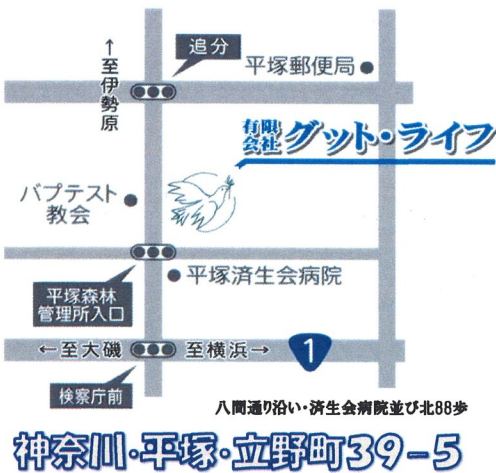 ↑至伊勢原
追分
平塚郵便局
有限会社 グット・ライフ
バプテスト
教会
平塚済生会病院
平塚森林
管理所入口
←至大磯
至横浜→
1
検察庁前
八間通り沿い・済生会病院並び北88歩
神奈川・平塚・立野町39-5